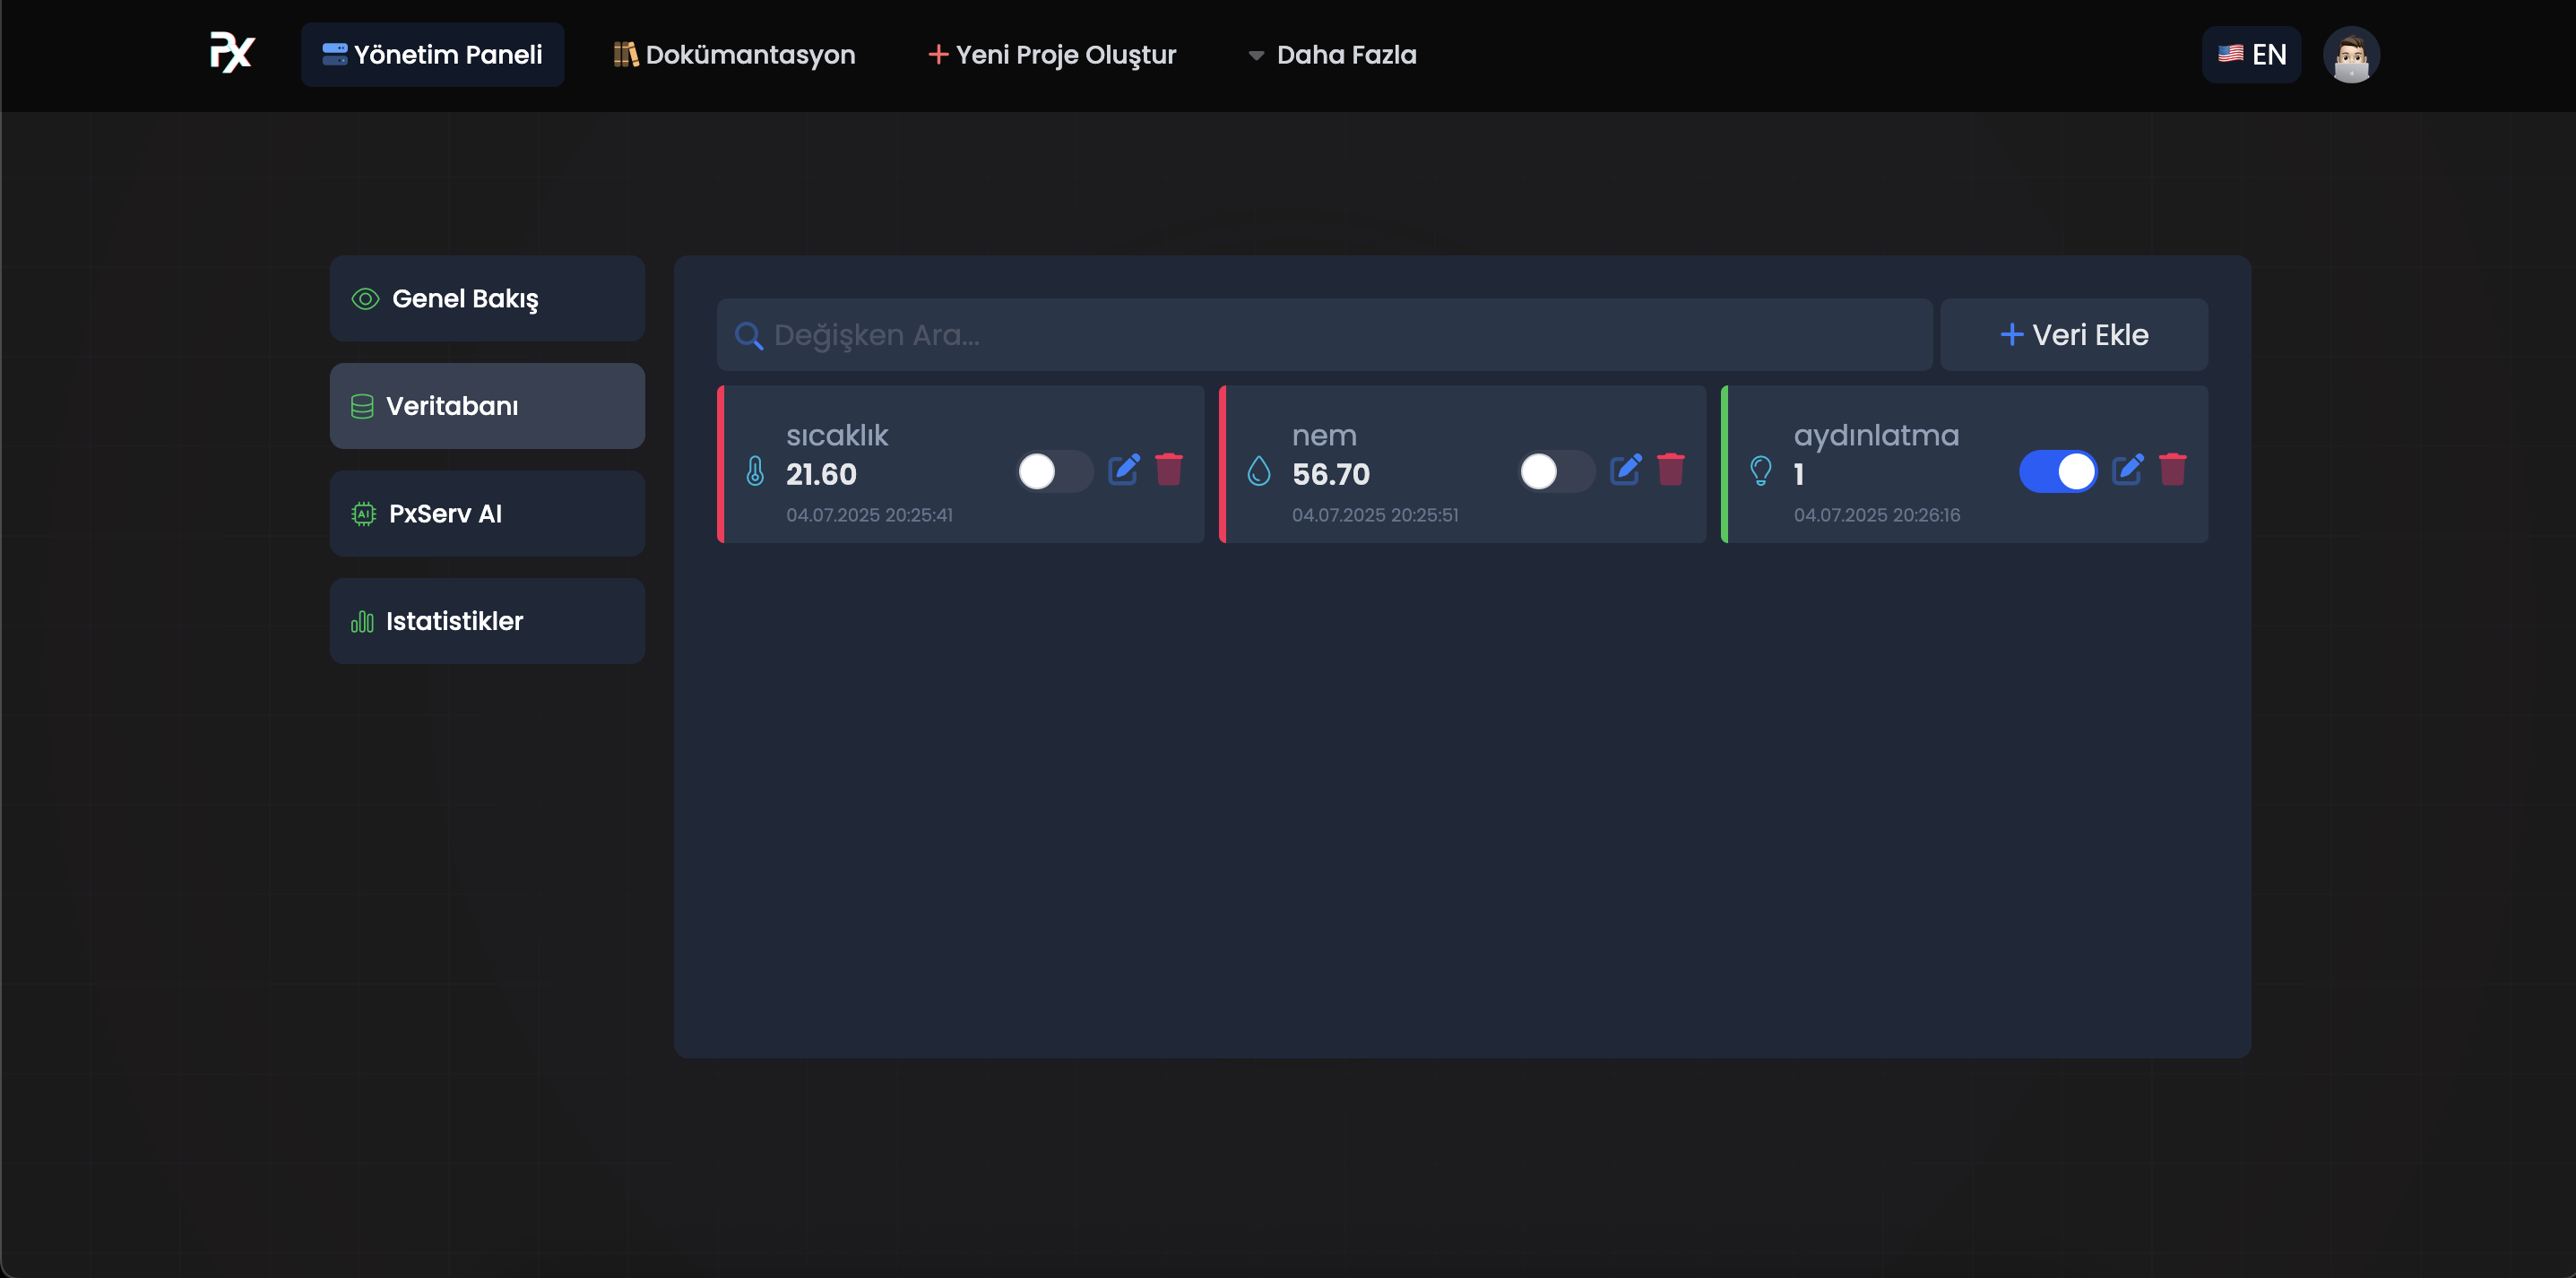 PX
Yönetim Paneli
Dokümantasyon
+ Yeni Proje Oluştur
Daha Fazla
EN
Genel Bakış
Veritabanı
AI PxServ AI
Istatistikler
Değişken Ara...
+ Veri Ekle
sıcaklık
21.60
04.07.2025 20:25:41
nem
56.70
04.07.2025 20:25:51
aydınlatma
1
04.07.2025 20:26:16